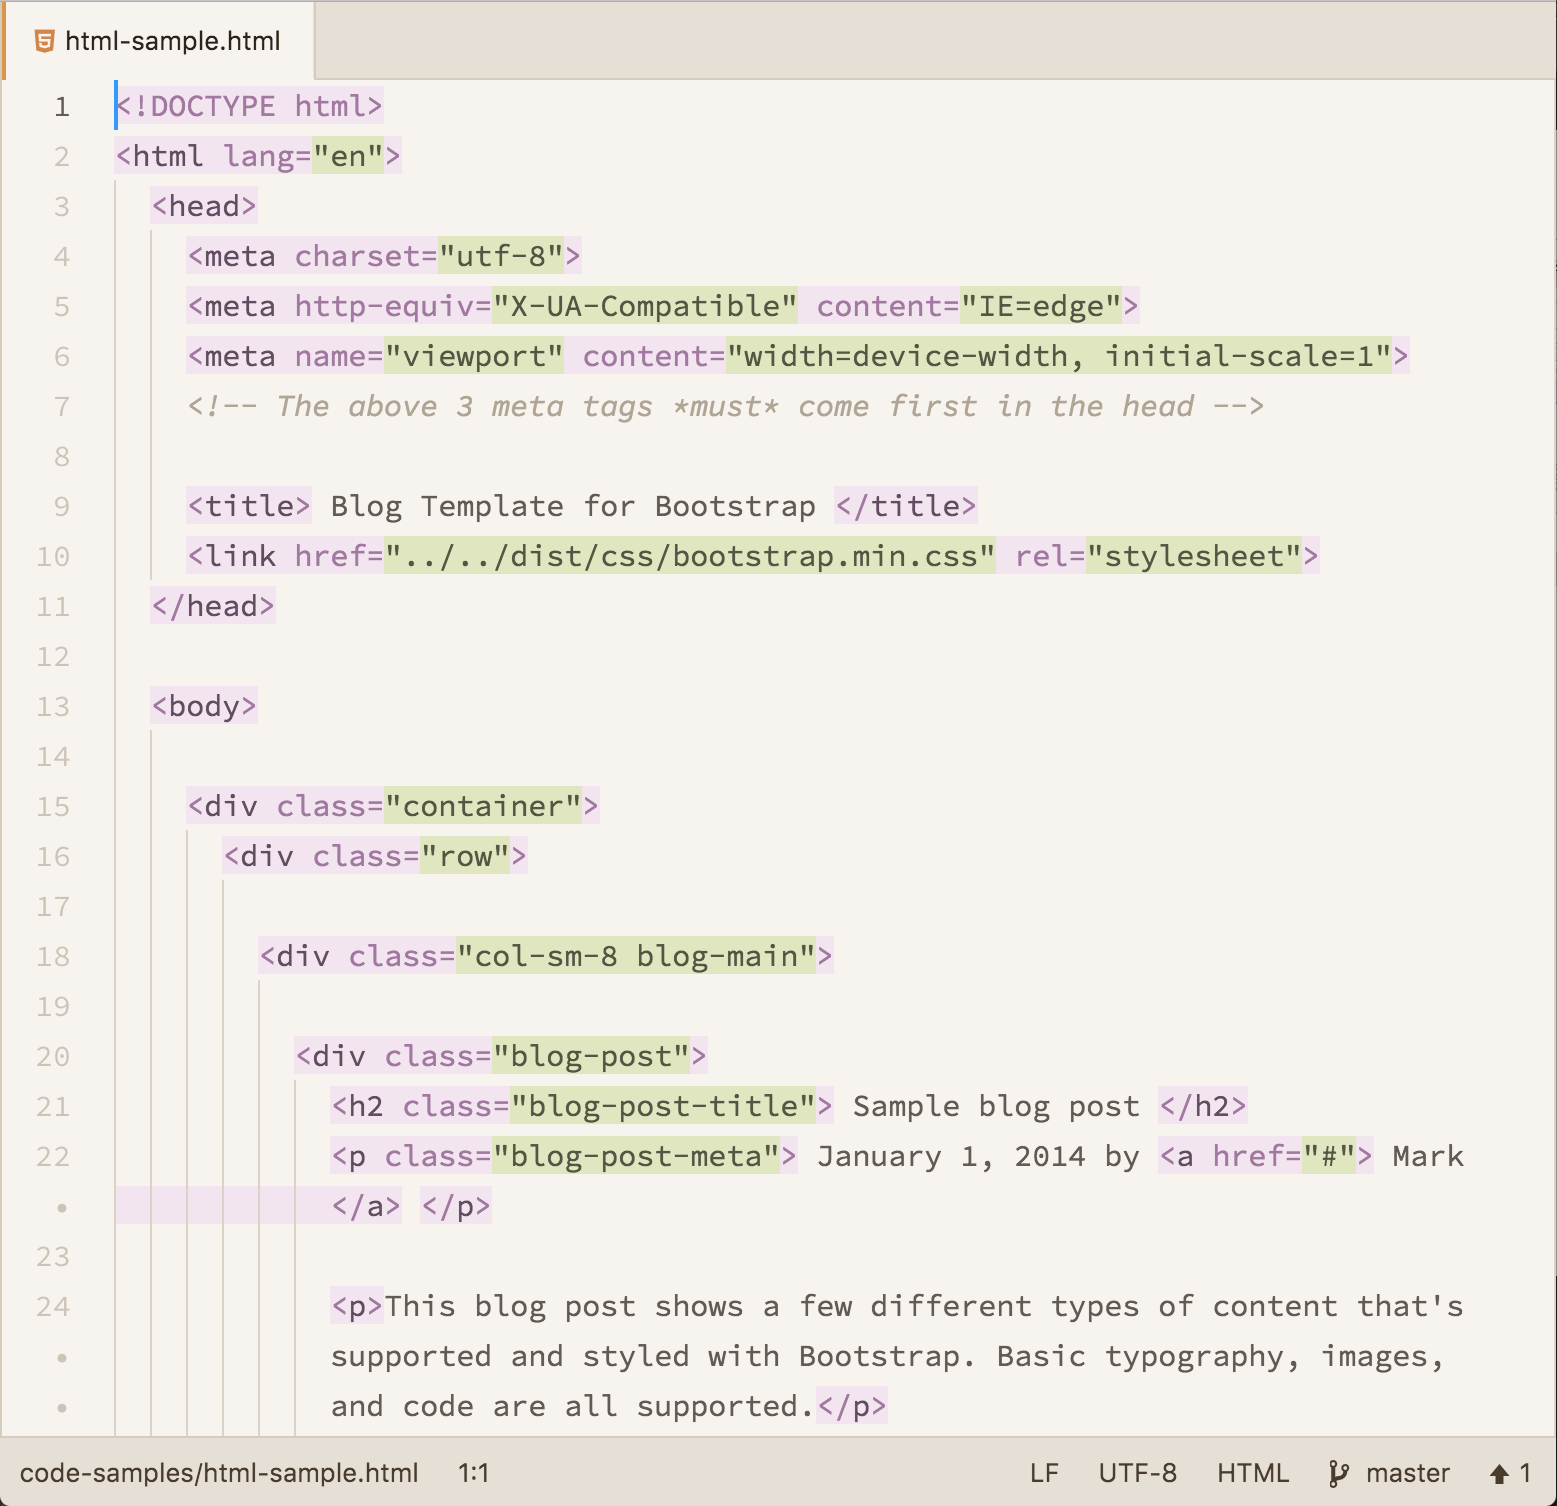 html-sample.html
1 <!DOCTYPE html>
2 <html lang="en">
3 <head>
4 <meta charset="utf-8">
5 <meta http-equiv="X-UA-Compatible" content="IE=edge">
6 <meta name="viewport" content="width=device-width, initial-scale=1">
7 <!-- The above 3 meta tags *must* come first in the head -->
8
9 <title> Blog Template for Bootstrap </title>
10 <link href="../../dist/css/bootstrap.min.css" rel="stylesheet">
11 </head>
12
13 <body>
14
15 <div class="container">
16 <div class="row">
17
18 <div class="col-sm-8 blog-main">
19
20 <div class="blog-post">
21 <h2 class="blog-post-title"> Sample blog post </h2>
22 <p class="blog-post-meta"> January 1, 2014 by <a href="#"> Mark
• </a> </p>
23
24 <p>This blog post shows a few different types of content that's
• supported and styled with Bootstrap. Basic typography, images,
• and code are all supported.</p>
code-samples/html-sample.html 1:1 LF UTF-8 HTML master 1